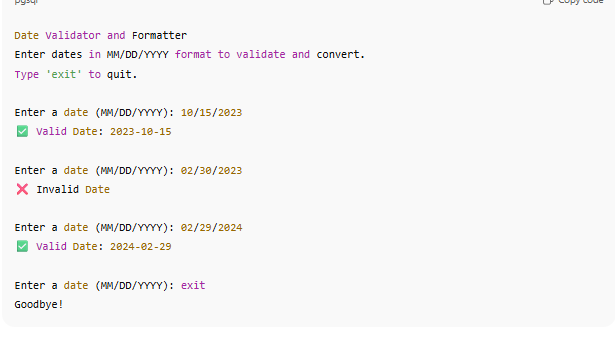 pgsql Copy code
Date Validator and Formatter
Enter dates in MM/DD/YYYY format to validate and convert.
Type 'exit' to quit.
Enter a date (MM/DD/YYYY): 10/15/2023
✅ Valid Date: 2023-10-15
Enter a date (MM/DD/YYYY): 02/30/2023
❌ Invalid Date
Enter a date (MM/DD/YYYY): 02/29/2024
✅ Valid Date: 2024-02-29
Enter a date (MM/DD/YYYY): exit
Goodbye!